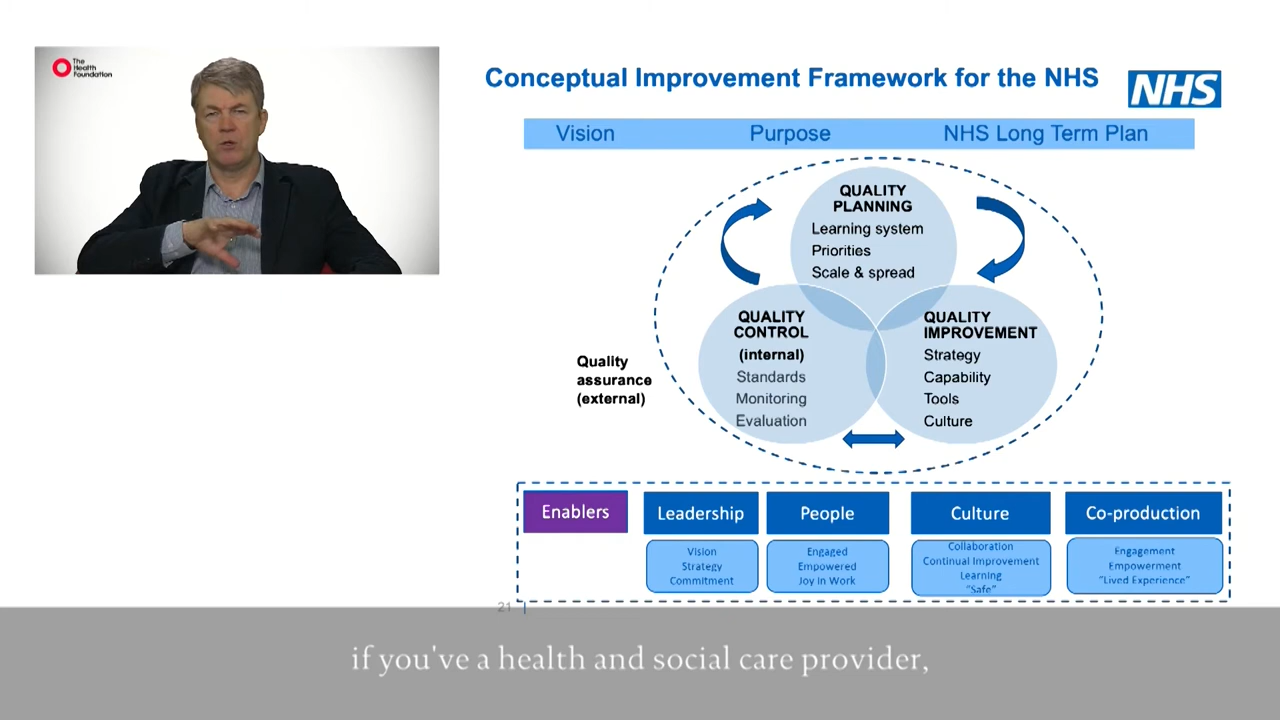 The
Health
Foundation
Conceptual Improvement Framework for the NHS
NHS
Vision
Purpose
NHS Long Term Plan
QUALITY
PLANNING
Learning system
Priorities
Scale & spread
QUALITY
CONTROL
(internal)
Standards
Monitoring
Evaluation
QUALITY
IMPROVEMENT
Strategy
Capability
Tools
Culture
Quality
assurance
(external)
Enablers
Leadership
People
Culture
Co-production
Vision
Strategy
Commitment
Engaged
Empowered
Joy in Work
Collaboration
Continual Improvement
Learning
"Safe"
Engagement
Empowerment
"Lived Experience"
21
if you've a health and social care provider,